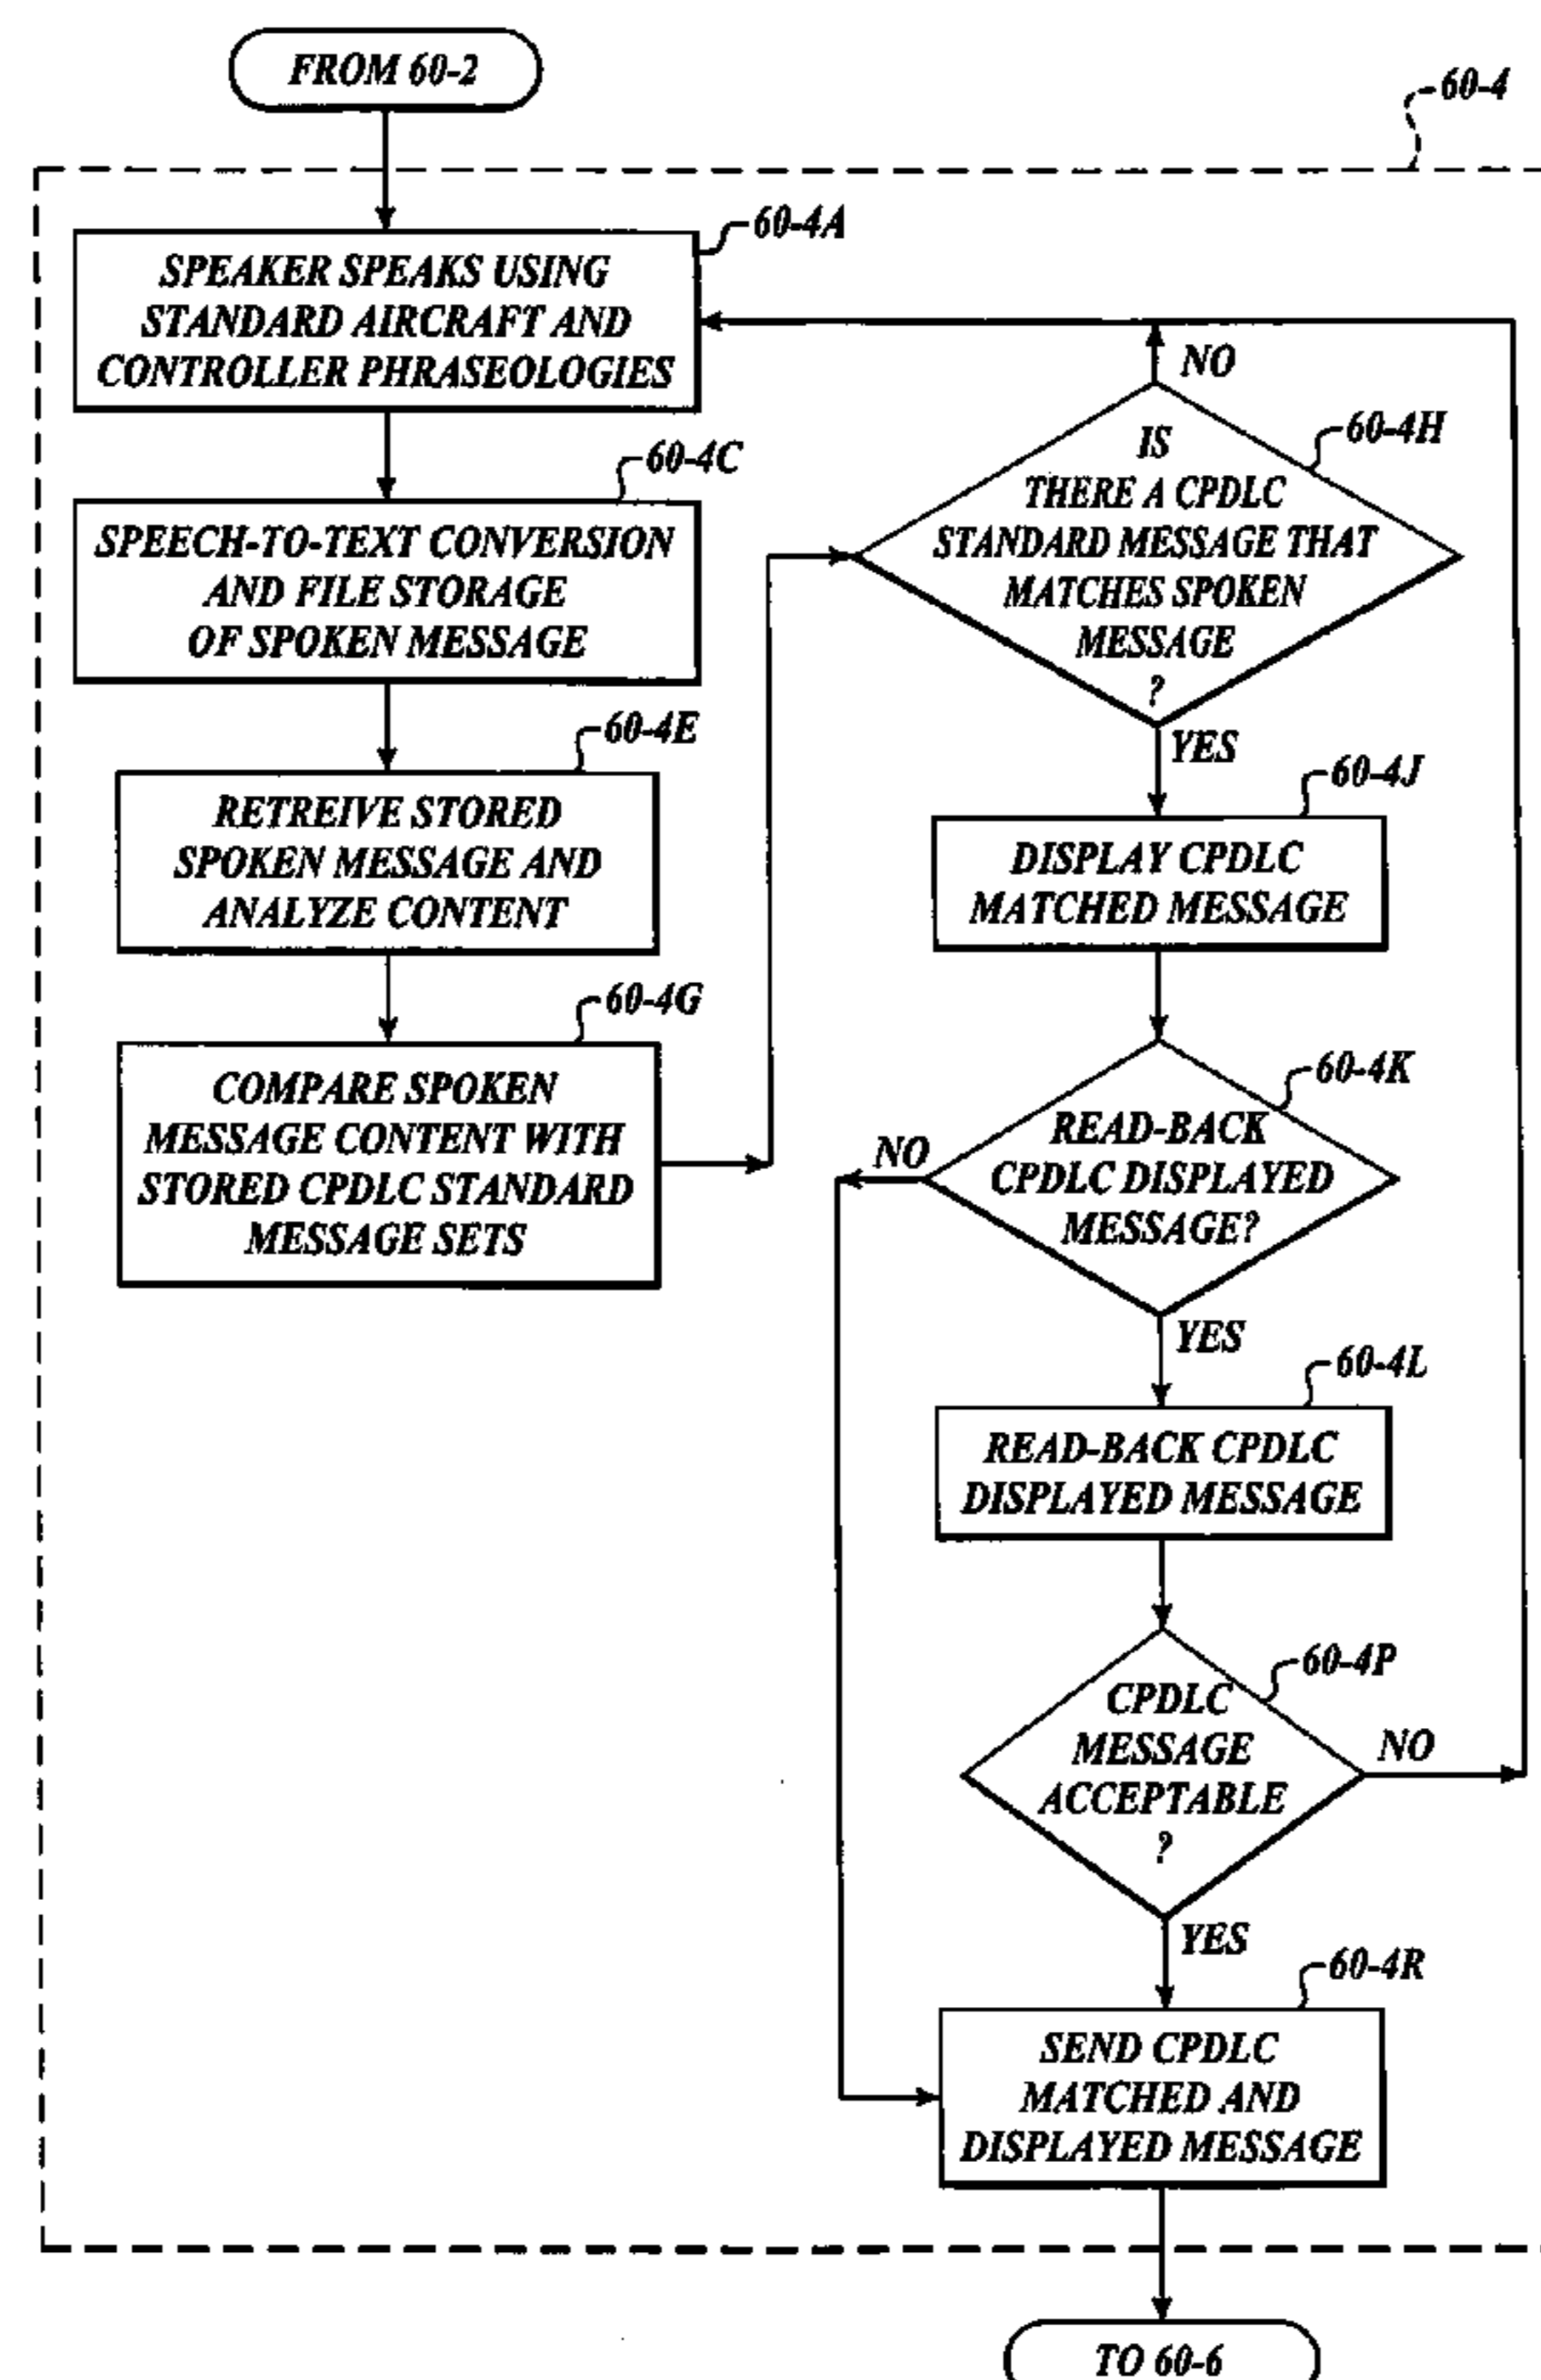 FROM 60-2
60-4
60-4A
SPEAKER SPEAKS USING
STANDARD AIRCRAFT AND
CONTROLLER PHRASEOLOGIES
60-4C
SPEECH-TO-TEXT CONVERSION
AND FILE STORAGE
OF SPOKEN MESSAGE
60-4E
RETREIVE STORED
SPOKEN MESSAGE AND
ANALYZE CONTENT
60-4G
COMPARE SPOKEN
MESSAGE CONTENT WITH
STORED CPDLC STANDARD
MESSAGE SETS
NO
60-4H
IS
THERE A CPDLC
STANDARD MESSAGE THAT
MATCHES SPOKEN
MESSAGE
?
YES
60-4J
DISPLAY CPDLC
MATCHED MESSAGE
60-4K
NO
READ-BACK
CPDLC DISPLAYED
MESSAGE?
YES
60-4L
READ-BACK CPDLC
DISPLAYED MESSAGE
60-4P
CPDLC
MESSAGE
ACCEPTABLE
?
NO
YES
60-4R
SEND CPDLC
MATCHED AND
DISPLAYED MESSAGE
TO 60-6